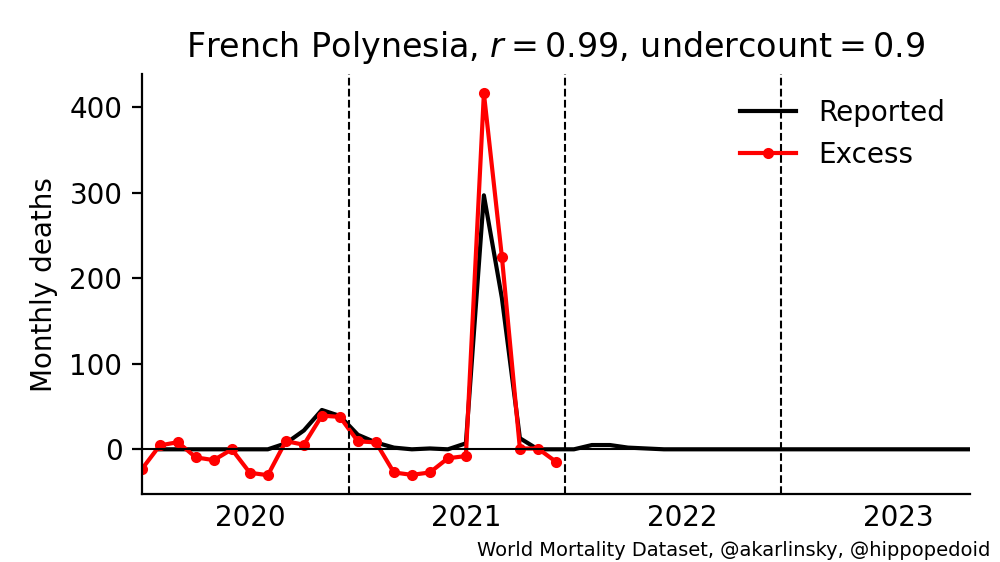 French Polynesia, r = 0.99, undercount = 0.9
Monthly deaths
400
300
200
100
0
Reported
Excess
2020 2021 2022 2023
World Mortality Dataset, @akarlinsky, @hippopedoid